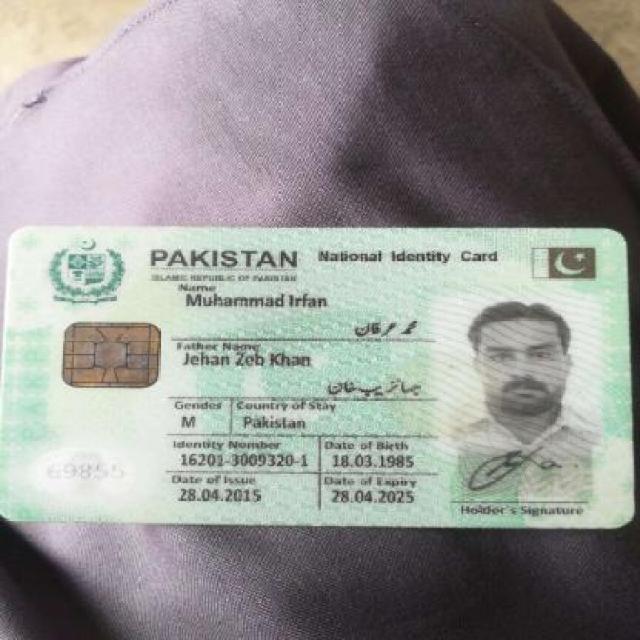 PAKISTAN National Identity Card
ISLAMIC REPUBLIC OF PAKISTAN
Name
Muhammad Irfan
محمد عرفان
Father Name
Jehan Zeb Khan
جہانزیب خان
Gender Country of Stay
M Pakistan
Identity Number Date of Birth
16201-3009320-1 18.03.1985
Date of Issue Date of Expiry
28.04.2015 28.04.2025
69855
Holder's Signature